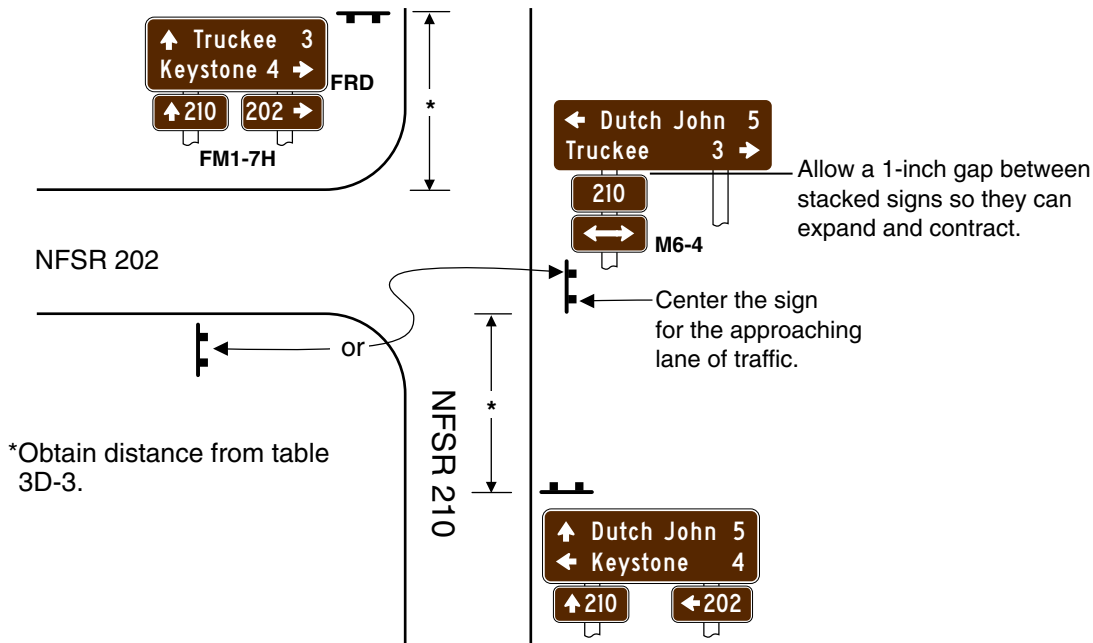 ↑ Truckee 3
Keystone 4 →
FRD
↑ 210
202 →
FM1-7H
*
← Dutch John 5
Truckee 3 →
210
M6-4
Allow a 1-inch gap between
stacked signs so they can
expand and contract.
NFSR 202
Center the sign
for the approaching
lane of traffic.
or
*
NFSR 210
*Obtain distance from table
3D-3.
↑ Dutch John 5
← Keystone 4
↑ 210
← 202